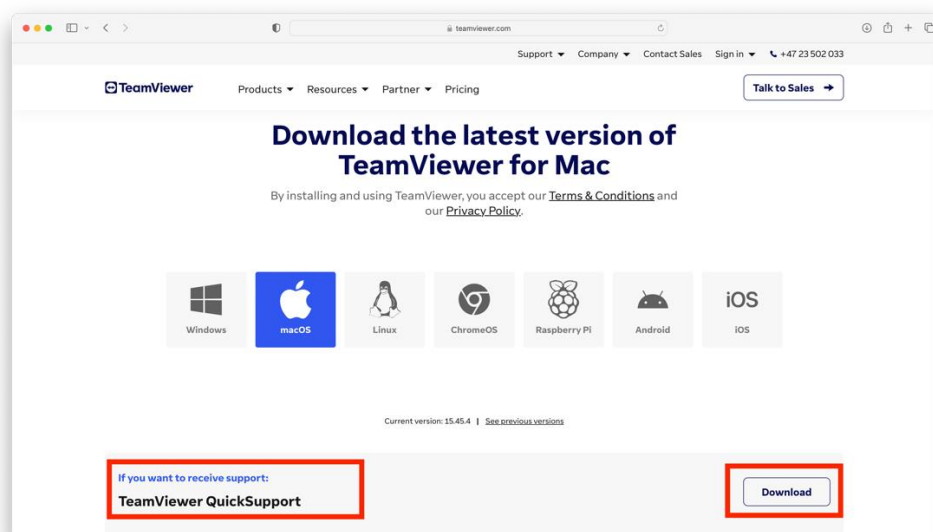 teamviewer.com
Support Company Contact Sales Sign in +47 23 502 033
TeamViewer Products Resources Partner Pricing Talk to Sales
Download the latest version of
TeamViewer for Mac
By installing and using TeamViewer, you accept our Terms & Conditions and
our Privacy Policy.
iOS
Windows macOS Linux ChromeOS Raspberry Pi Android iOS
Current version: 15.45.4 | See previous versions
If you want to receive support:
TeamViewer QuickSupport
Download